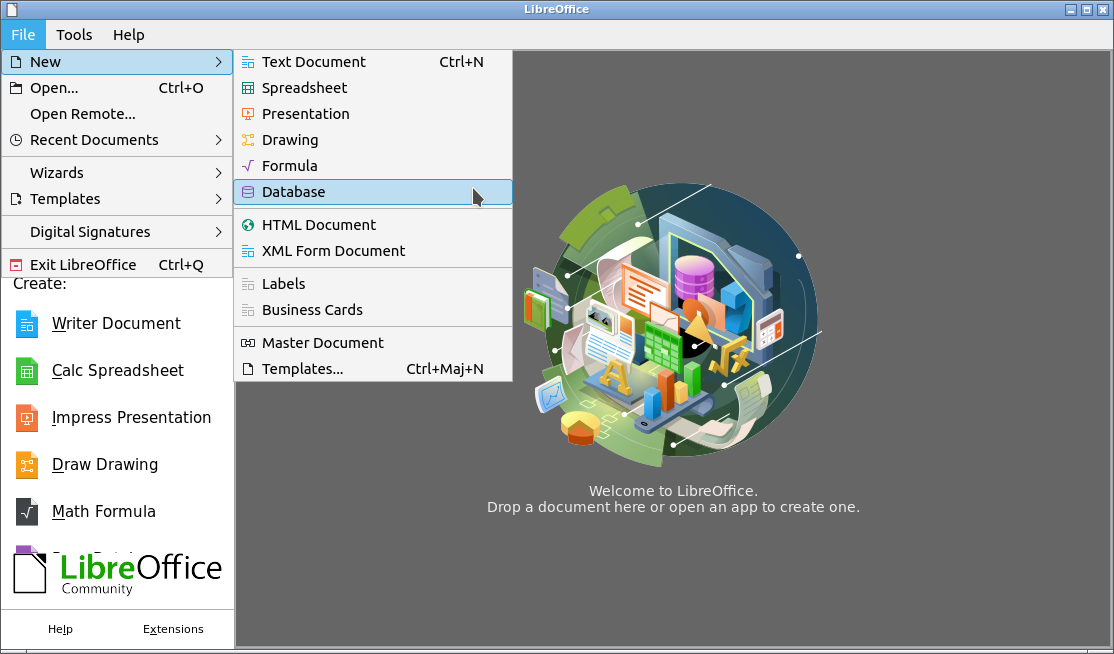 LibreOffice
File Tools Help
New
Open... Ctrl+O
Open Remote...
Recent Documents
Wizards
Templates
Digital Signatures
Exit LibreOffice Ctrl+Q
Text Document Ctrl+N
Spreadsheet
Presentation
Drawing
Formula
Database
HTML Document
XML Form Document
Labels
Business Cards
Master Document
Templates... Ctrl+Maj+N
Create:
Writer Document
Calc Spreadsheet
Impress Presentation
Draw Drawing
Math Formula
LibreOffice
Community
Help Extensions
Welcome to LibreOffice.
Drop a document here or open an app to create one.